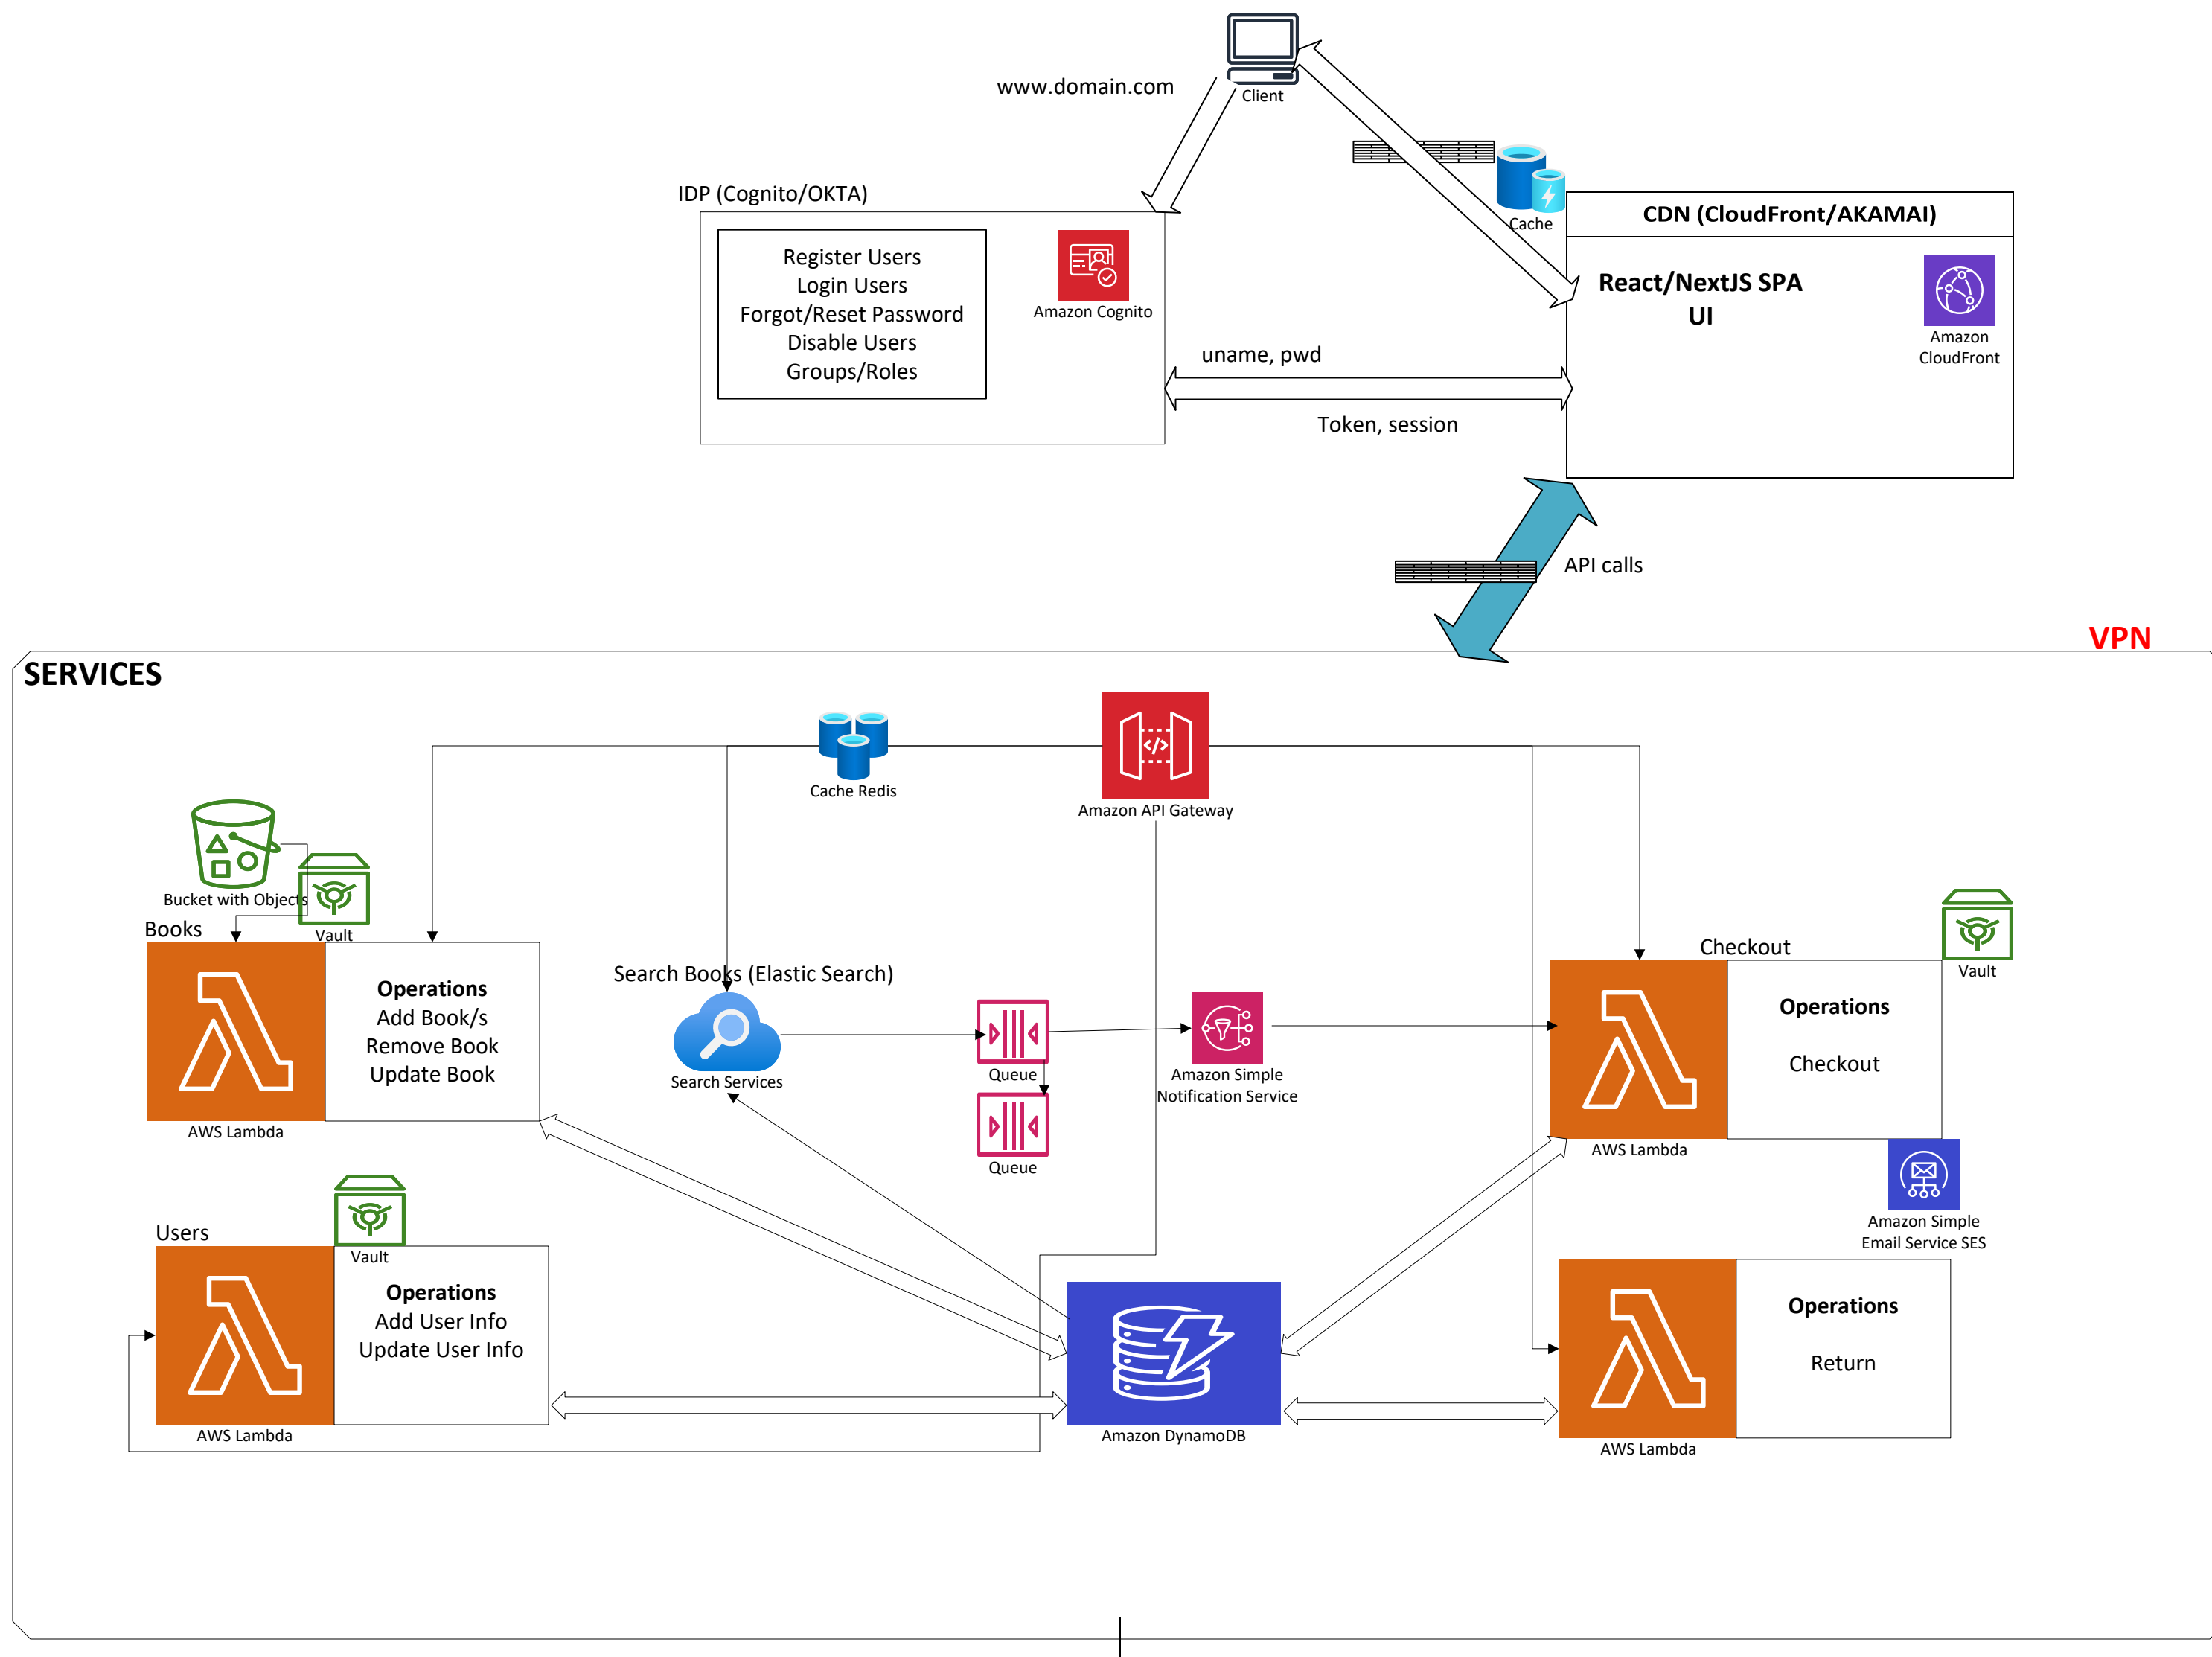 www.domain.com
Client
IDP (Cognito/OKTA)
Register Users
Login Users
Forgot/Reset Password
Disable Users
Groups/Roles
Amazon Cognito
Cache
CDN (CloudFront/AKAMAI)
React/NextJS SPA
UI
Amazon
CloudFront
uname, pwd
Token, session
API calls
VPN
SERVICES
Cache Redis
Amazon API Gateway
Bucket with Objects
Vault
Books
Operations
Add Book/s
Remove Book
Update Book
AWS Lambda
Search Books (Elastic Search)
Search Services
Queue
Queue
Amazon Simple
Notification Service
Checkout
Vault
Operations
Checkout
AWS Lambda
Amazon Simple
Email Service SES
Users
Vault
Operations
Add User Info
Update User Info
AWS Lambda
Amazon DynamoDB
Operations
Return
AWS Lambda